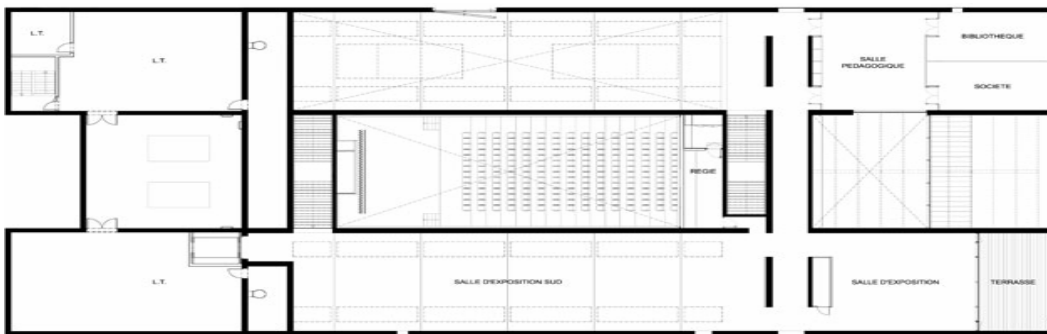 L.T.
L.T.
SALLE
PEDAGOGIQUE
BIBLIOTHEQUE
SOCIETE
REGIE
L.T.
SALLE D'EXPOSITION SUD
SALLE D'EXPOSITION
TERRASSE